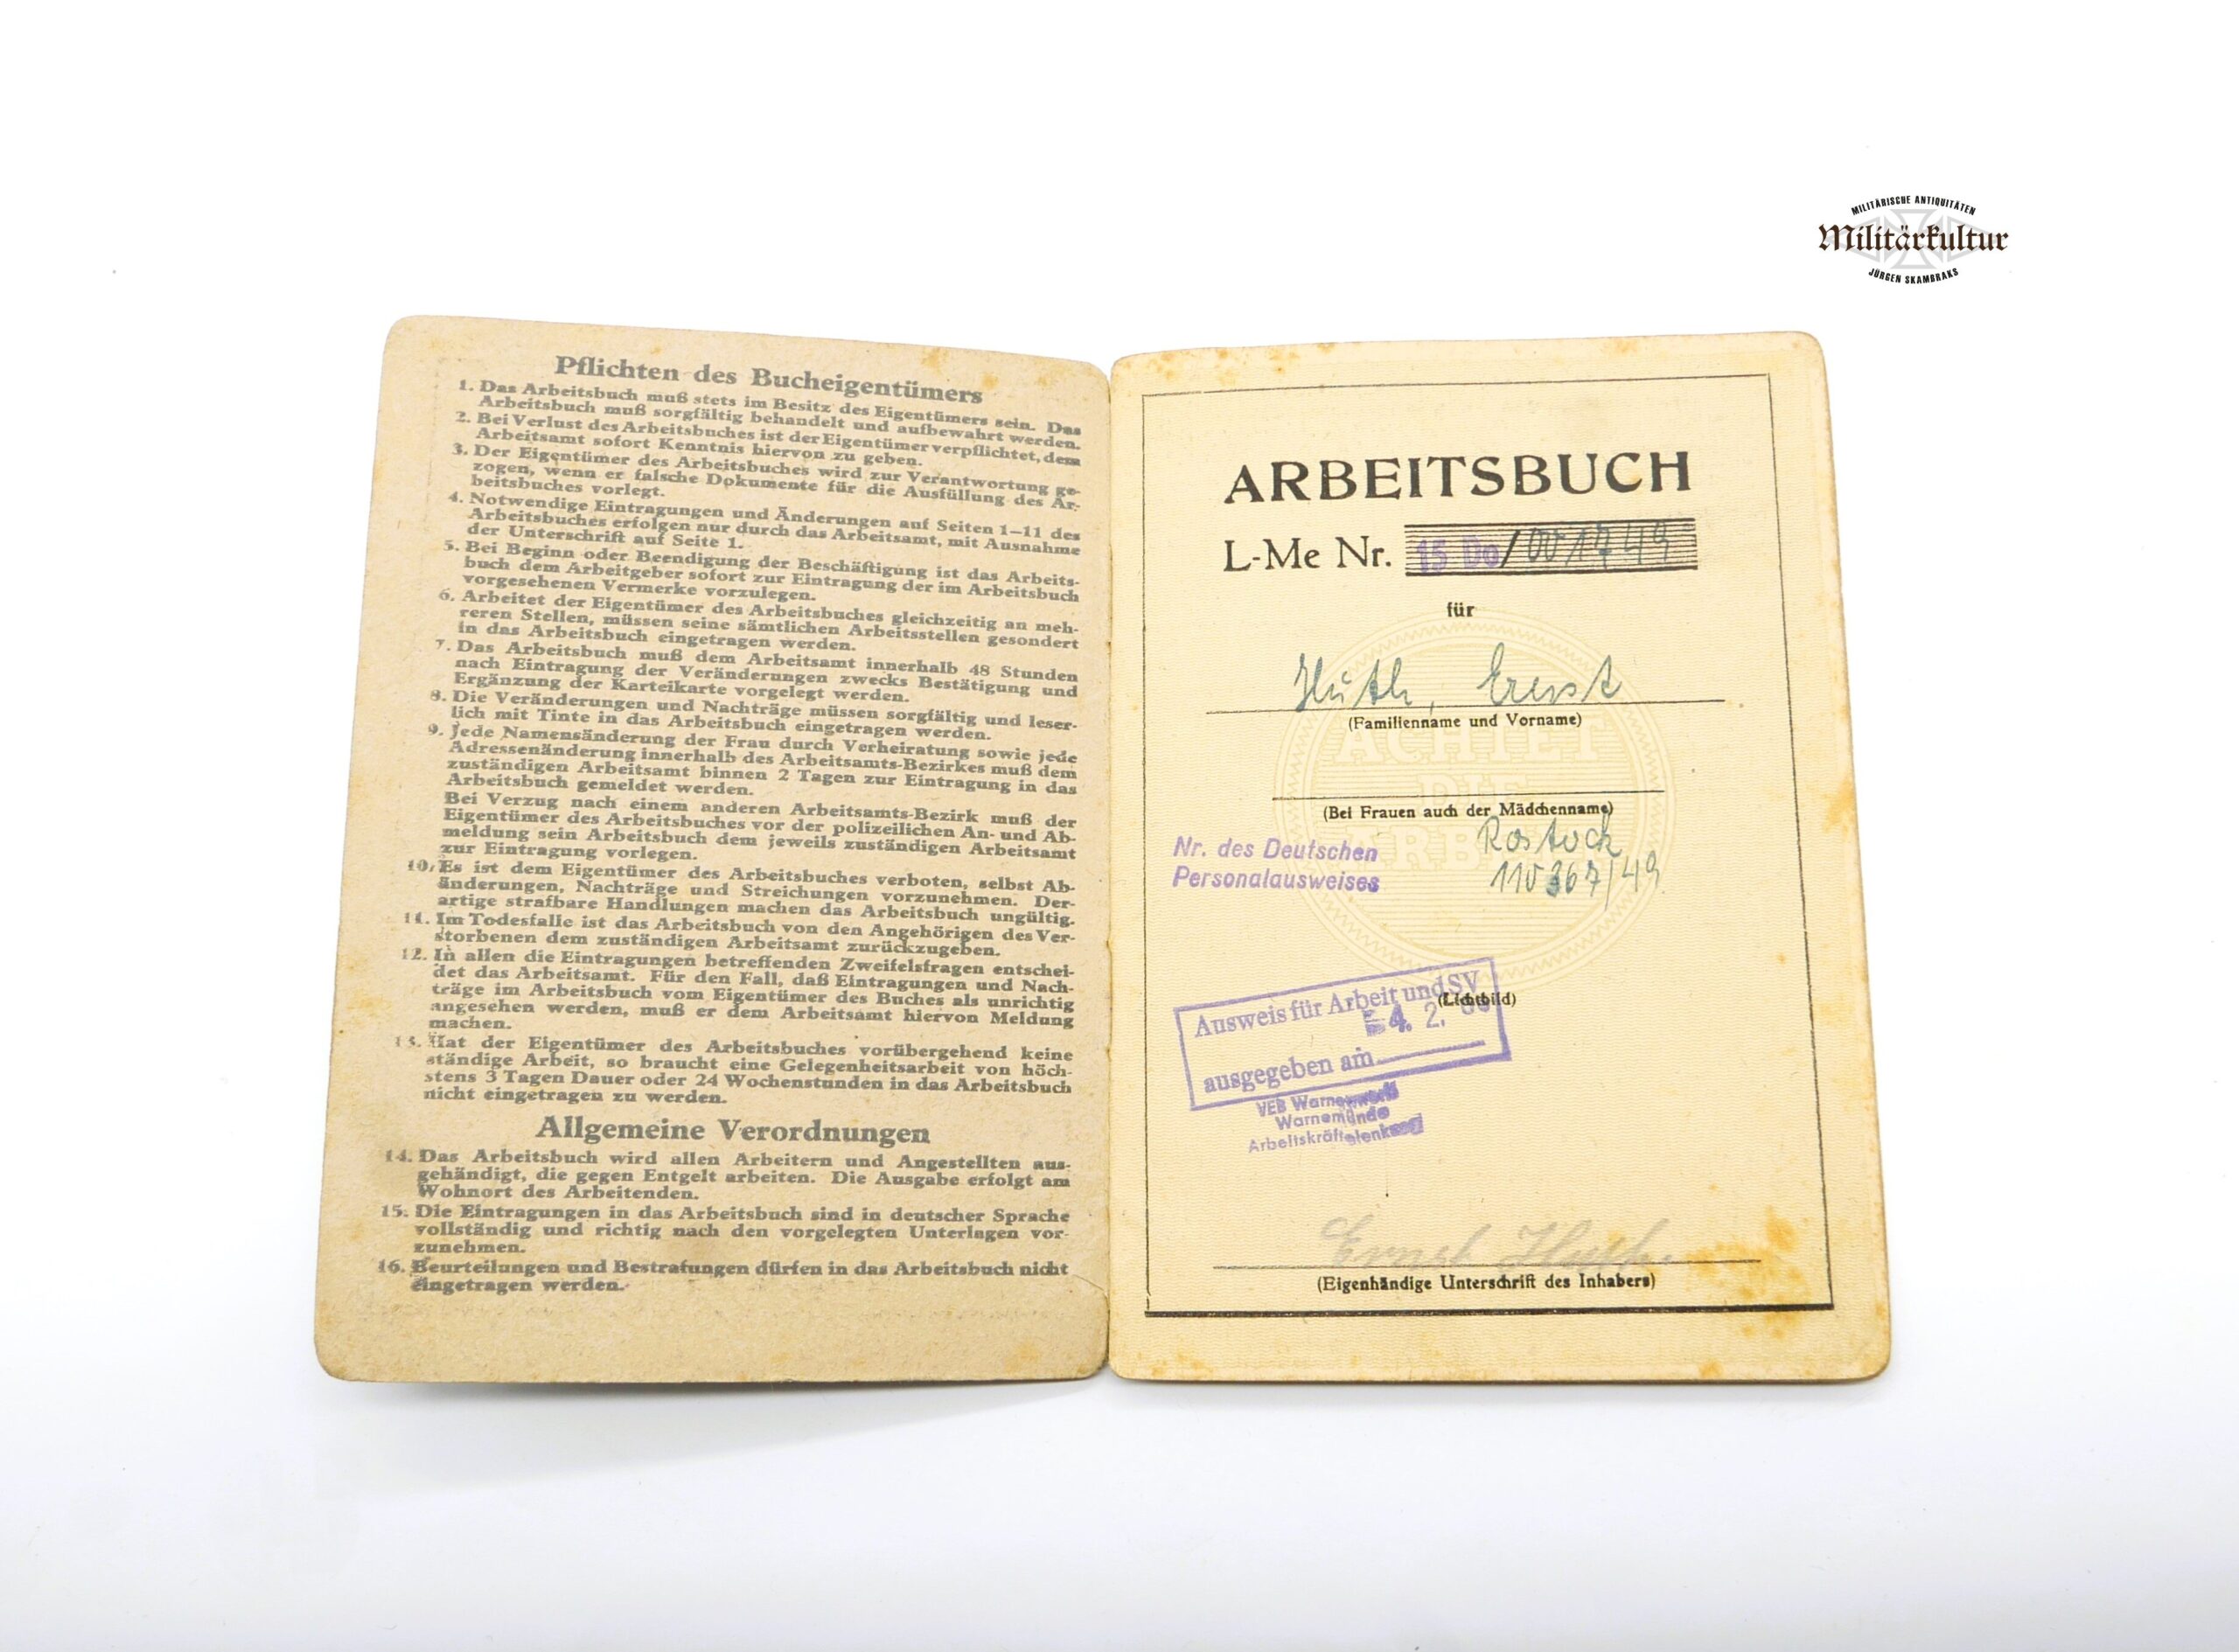 MILITÄRISCHE ANTIQUITÄTEN
Militärkultur
JÜRGEN SKAMBRAKS
Pflichten des Bucheigentümers
1. Das Arbeitsbuch muß stets im Besitz des Eigentümers sein. Das
Arbeitsbuch muß sorgfältig behandelt und aufbewahrt werden.
2. Bei Verlust des Arbeitsbuches ist der Eigentümer verpflichtet, dem
Arbeitsamt sofort Kenntnis hiervon zu geben.
3. Der Eigentümer des Arbeitsbuches wird zur Verantwortung ge-
zogen, wenn er falsche Dokumente für die Ausfüllung des Ar-
beitsbuches vorlegt.
4. Notwendige Eintragungen und Änderungen auf Seiten 1–11 des
Arbeitsbuches erfolgen nur durch das Arbeitsamt, mit Ausnahme
der Unterschrift auf Seite 1.
5. Bei Beginn oder Beendigung der Beschäftigung ist das Arbeits-
buch dem Arbeitgeber sofort zur Eintragung der im Arbeitsbuch
vorgesehenen Vermerke vorzulegen.
6. Arbeitet der Eigentümer des Arbeitsbuches gleichzeitig an meh-
reren Stellen, müssen seine sämtlichen Arbeitsstellen gesondert
in das Arbeitsbuch eingetragen werden.
7. Das Arbeitsbuch muß dem Arbeitsamt innerhalb 48 Stunden
nach Eintragung der Veränderungen zwecks Bestätigung und
Ergänzung der Karteikarte vorgelegt werden.
8. Die Veränderungen und Nachträge müssen sorgfältig und leser-
lich mit Tinte in das Arbeitsbuch eingetragen werden.
9. Jede Namensänderung der Frau durch Verheiratung sowie jede
Adressenänderung innerhalb des Arbeitsamts-Bezirkes muß dem
zuständigen Arbeitsamt binnen 2 Tagen zur Eintragung in das
Arbeitsbuch gemeldet werden.
Bei Verzug nach einem anderen Arbeitsamts-Bezirk muß der
Eigentümer des Arbeitsbuches vor der polizeilichen An- und Ab-
meldung sein Arbeitsbuch dem jeweils zuständigen Arbeitsamt
zur Eintragung vorlegen.
10. Es ist dem Eigentümer des Arbeitsbuches verboten, selbst Ab-
änderungen, Nachträge und Streichungen vorzunehmen. Der-
artige strafbare Handlungen machen das Arbeitsbuch ungültig.
11. Im Todesfalle ist das Arbeitsbuch von den Angehörigen des Ver-
storbenen dem zuständigen Arbeitsamt zurückzugeben.
12. In allen die Eintragungen betreffenden Zweifelsfragen entschei-
det das Arbeitsamt. Für den Fall, daß Eintragungen und Nach-
träge im Arbeitsbuch vom Eigentümer des Buches als unrichtig
angesehen werden, muß er dem Arbeitsamt hiervon Meldung
machen.
13. Hat der Eigentümer des Arbeitsbuches vorübergehend keine
ständige Arbeit, so braucht eine Gelegenheitsarbeit von höch-
stens 3 Tagen Dauer oder 24 Wochenstunden in das Arbeitsbuch
nicht eingetragen zu werden.
Allgemeine Verordnungen
14. Das Arbeitsbuch wird allen Arbeitern und Angestellten aus-
gehändigt, die gegen Entgelt arbeiten. Die Ausgabe erfolgt am
Wohnort des Arbeitenden.
15. Die Eintragungen in das Arbeitsbuch sind in deutscher Sprache
vollständig und richtig nach den vorgelegten Unterlagen vor-
zunehmen.
16. Beurteilungen und Bestrafungen dürfen in das Arbeitsbuch nicht
eingetragen werden.
ARBEITSBUCH
L-Me Nr. 15 Do/001749
für
Huth, Ernst
(Familienname und Vorname)
ACHTET
DIE
ARBEIT
(Bei Frauen auch der Mädchenname)
Nr. des Deutschen
Personalausweises
Rostock
110367/49
(Lichtbild)
Ausweis für Arbeit und SV
4. 2.
ausgegeben am
VEB Warnowwerft
Warnemünde
Arbeitskräftelenkung
Ernst Huth.
(Eigenhändige Unterschrift des Inhabers)